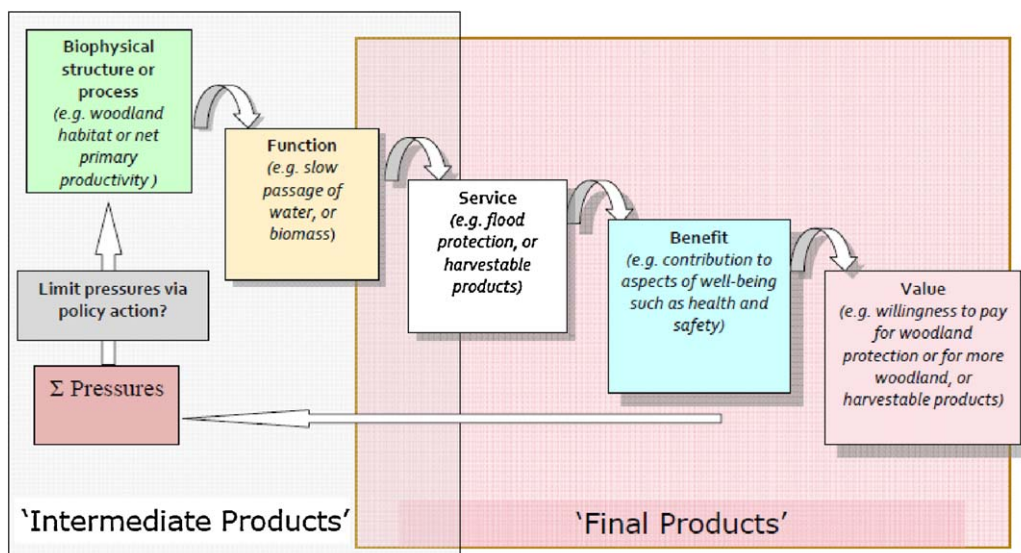 Biophysical
structure or
process
(e.g. woodland
habitat or net
primary
productivity )
Function
(e.g. slow
passage of
water, or
biomass)
Service
(e.g. flood
protection, or
harvestable
products)
Benefit
(e.g. contribution to
aspects of well-being
such as health and
safety)
Value
(e.g. willingness to pay
for woodland
protection or for more
woodland, or
harvestable products)
Limit pressures via
policy action?
Σ Pressures
‘Intermediate Products’
‘Final Products’